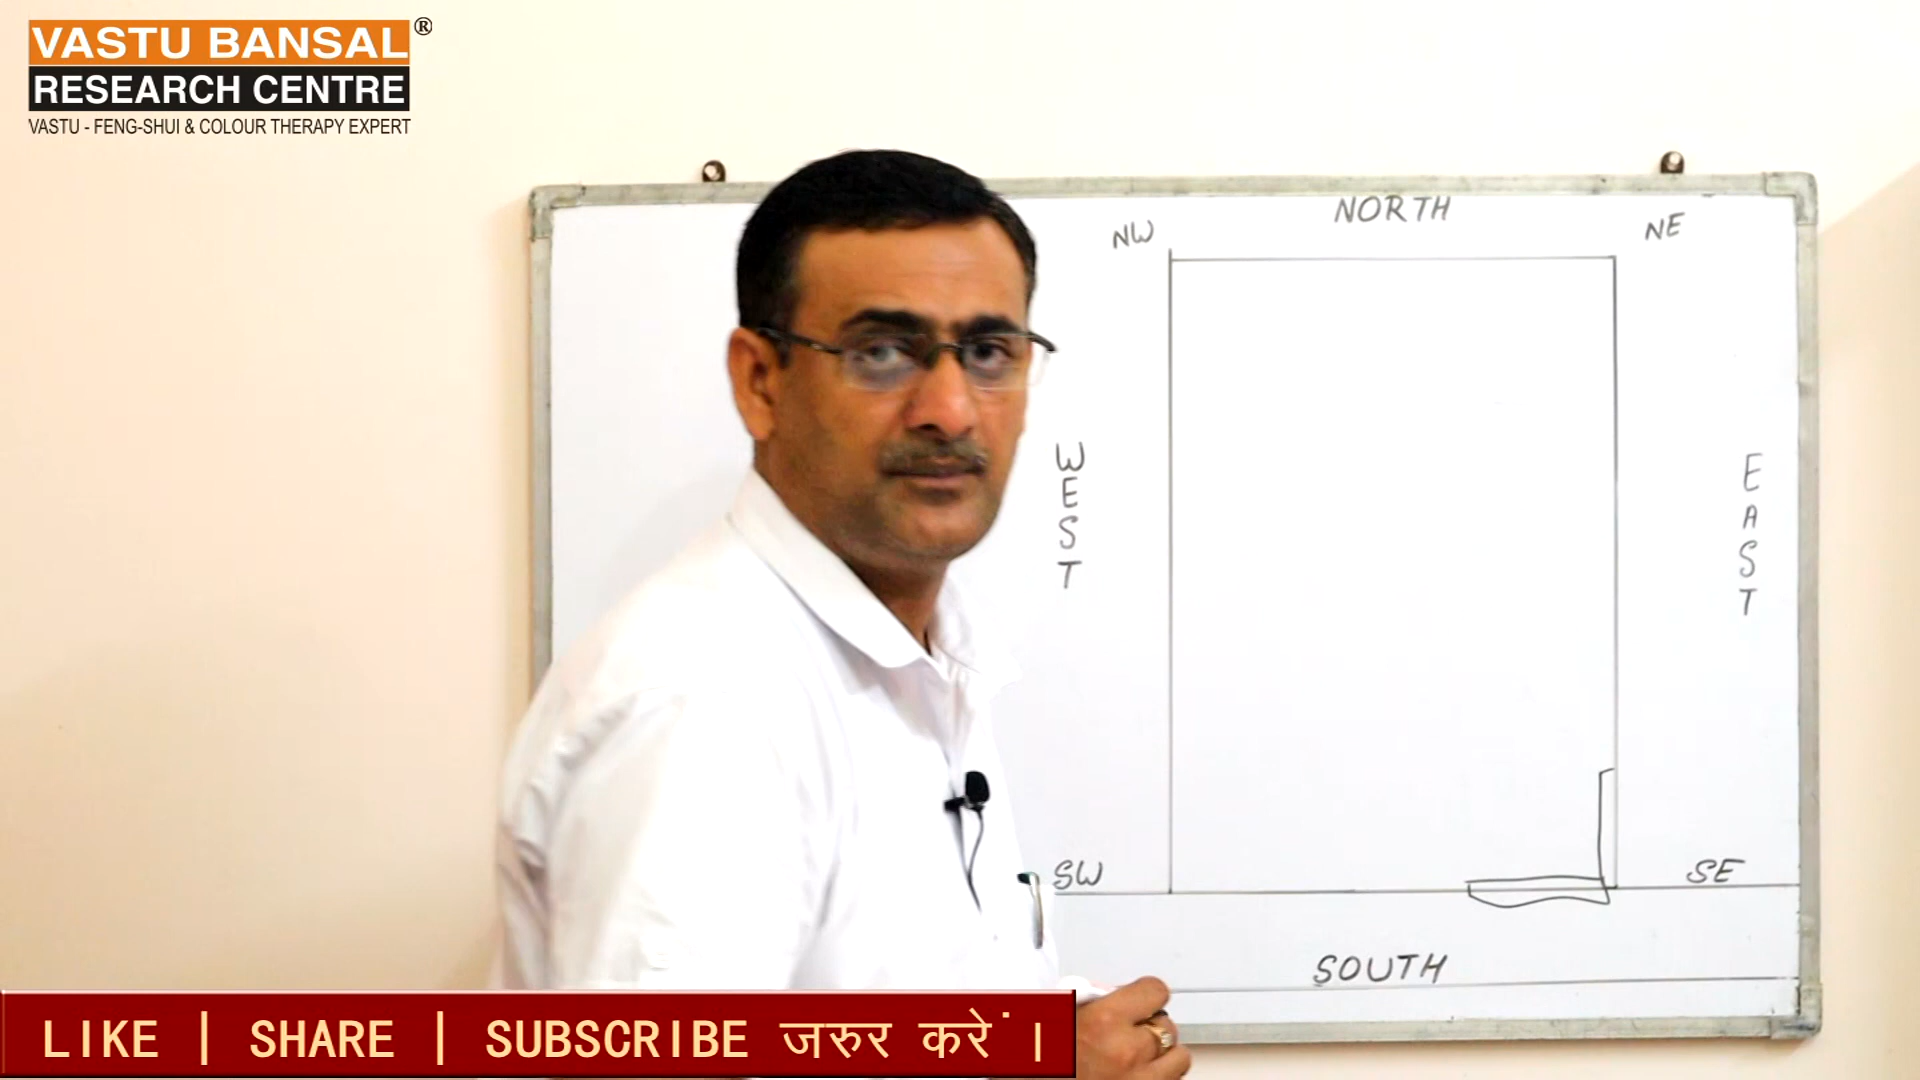 VASTU BANSAL®
RESEARCH CENTRE
VASTU - FENG-SHUI & COLOUR THERAPY EXPERT
NORTH
NW
NE
WEST
EAST
SW
SE
SOUTH
LIKE | SHARE | SUBSCRIBE जरुर करें ।